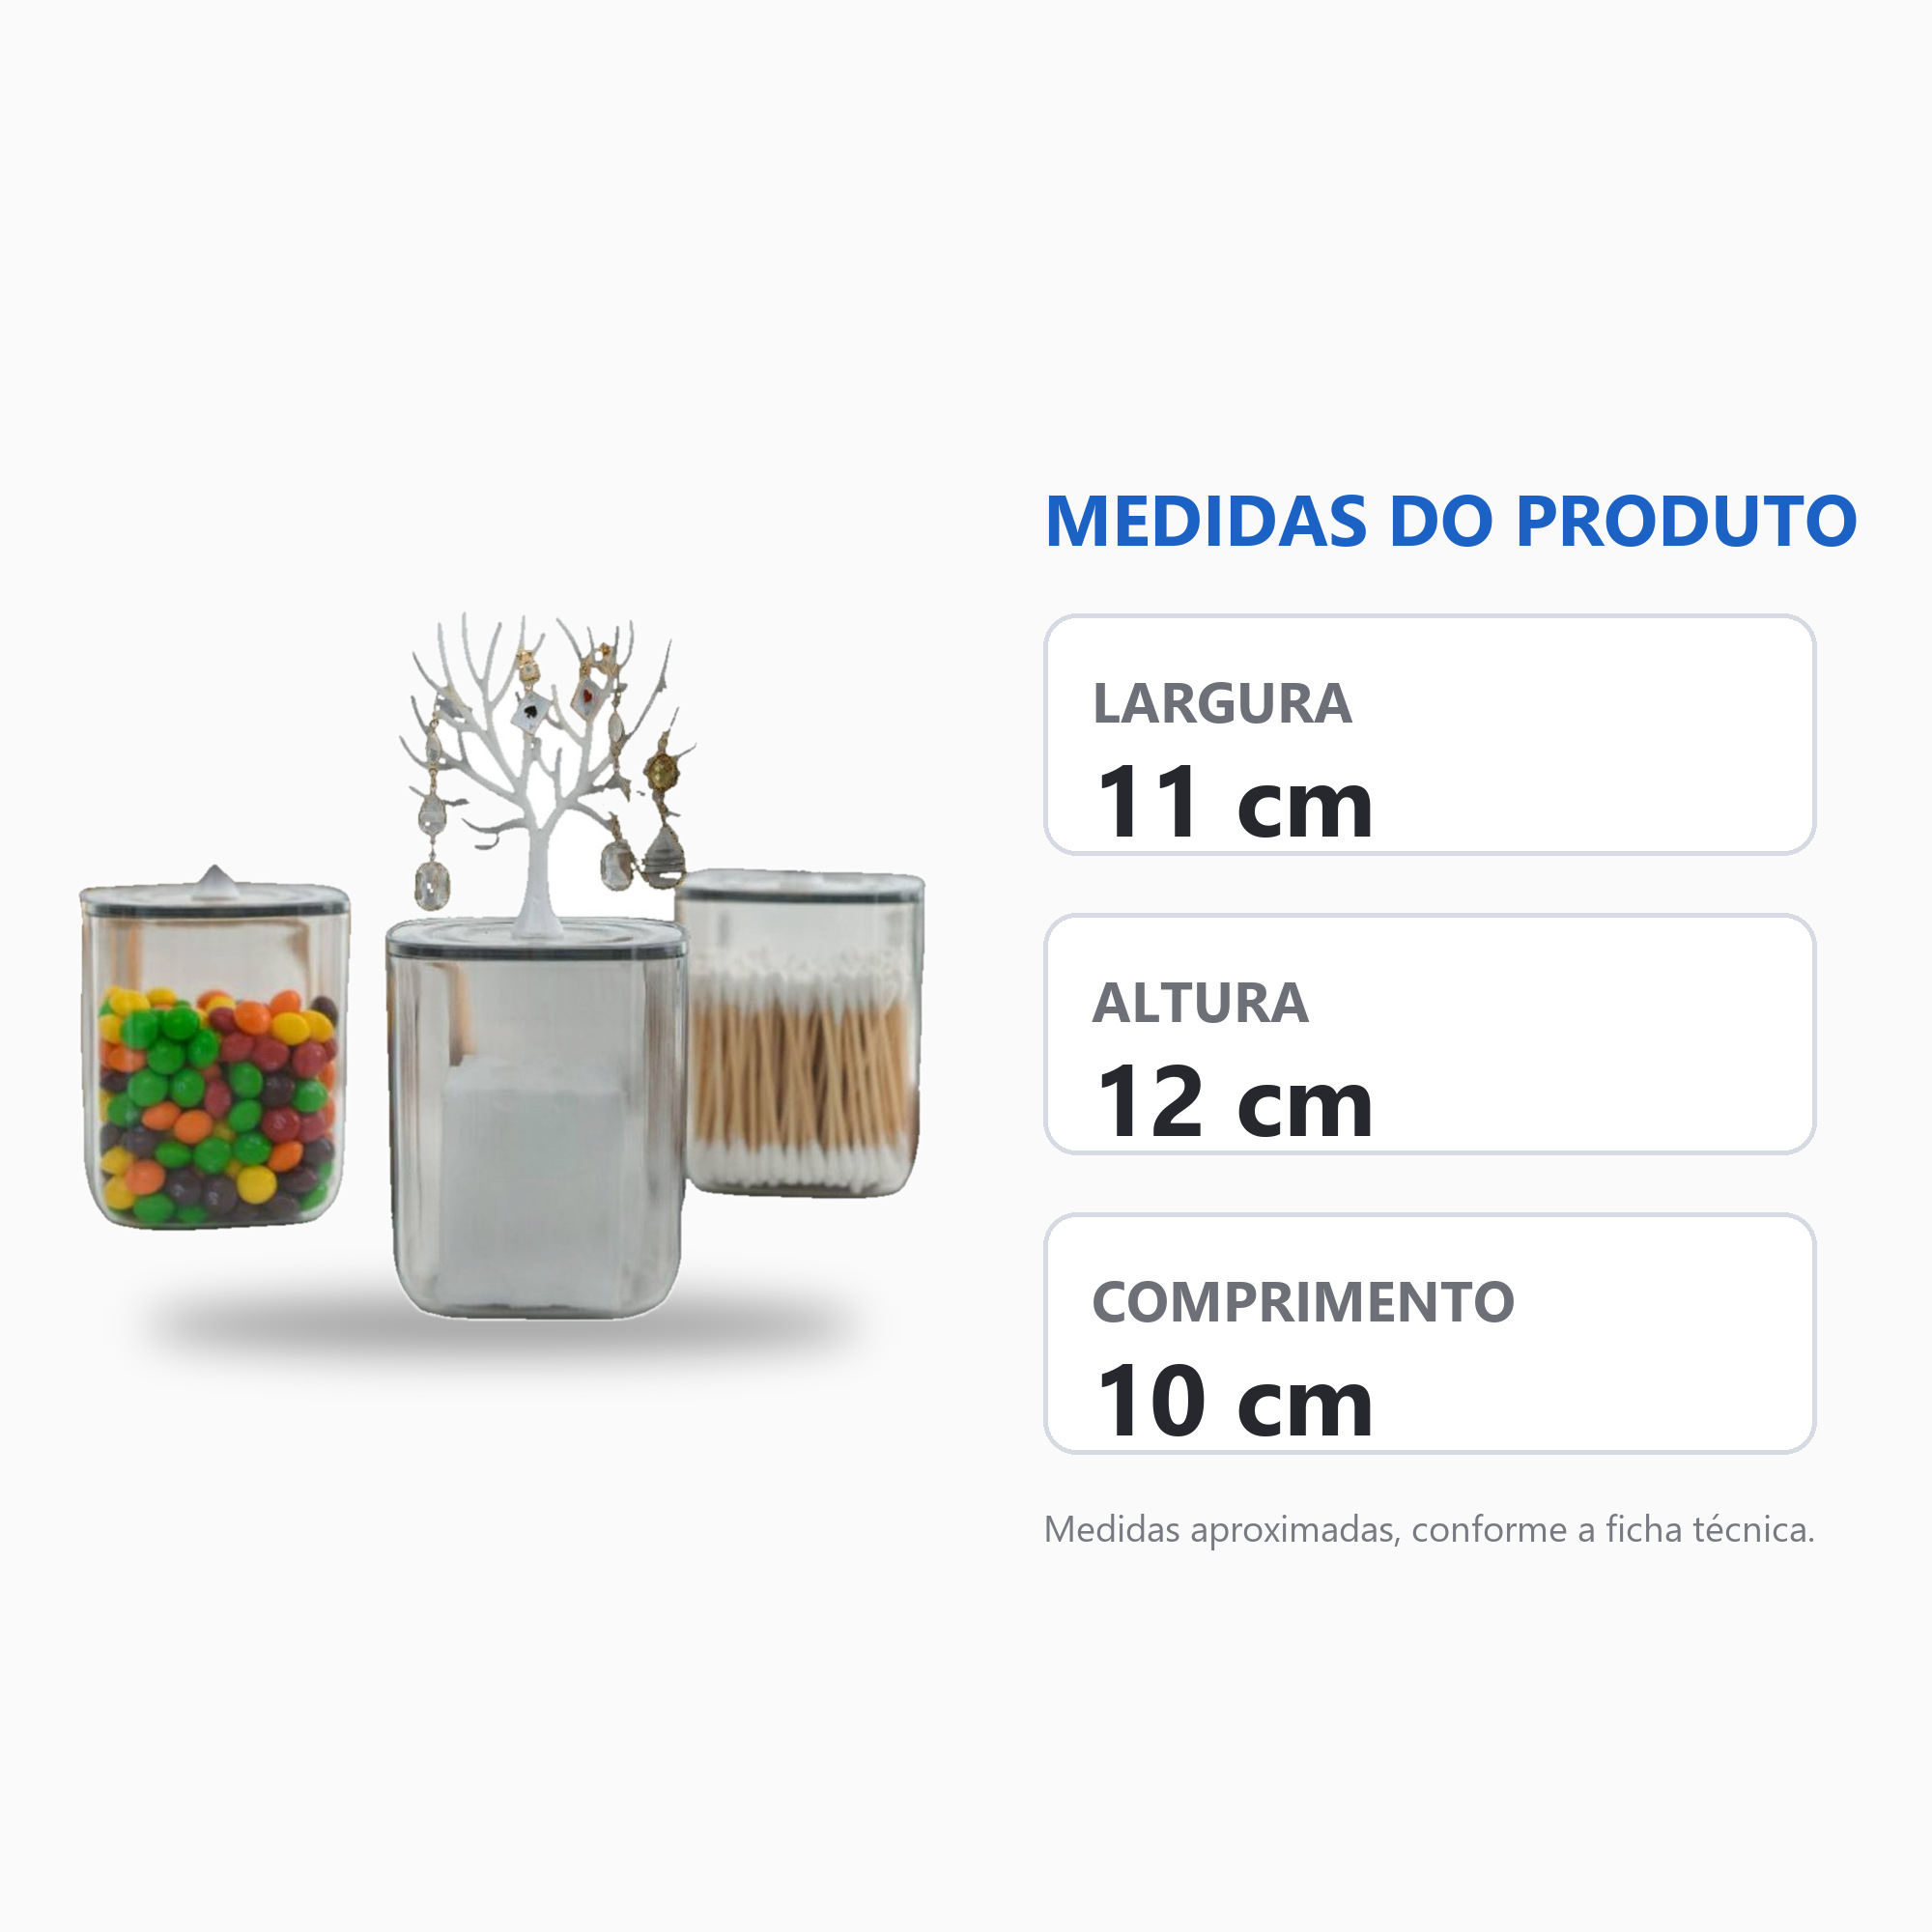 MEDIDAS DO PRODUTO
LARGURA
11 cm
ALTURA
12 cm
COMPRIMENTO
10 cm
Medidas aproximadas, conforme a ficha técnica.